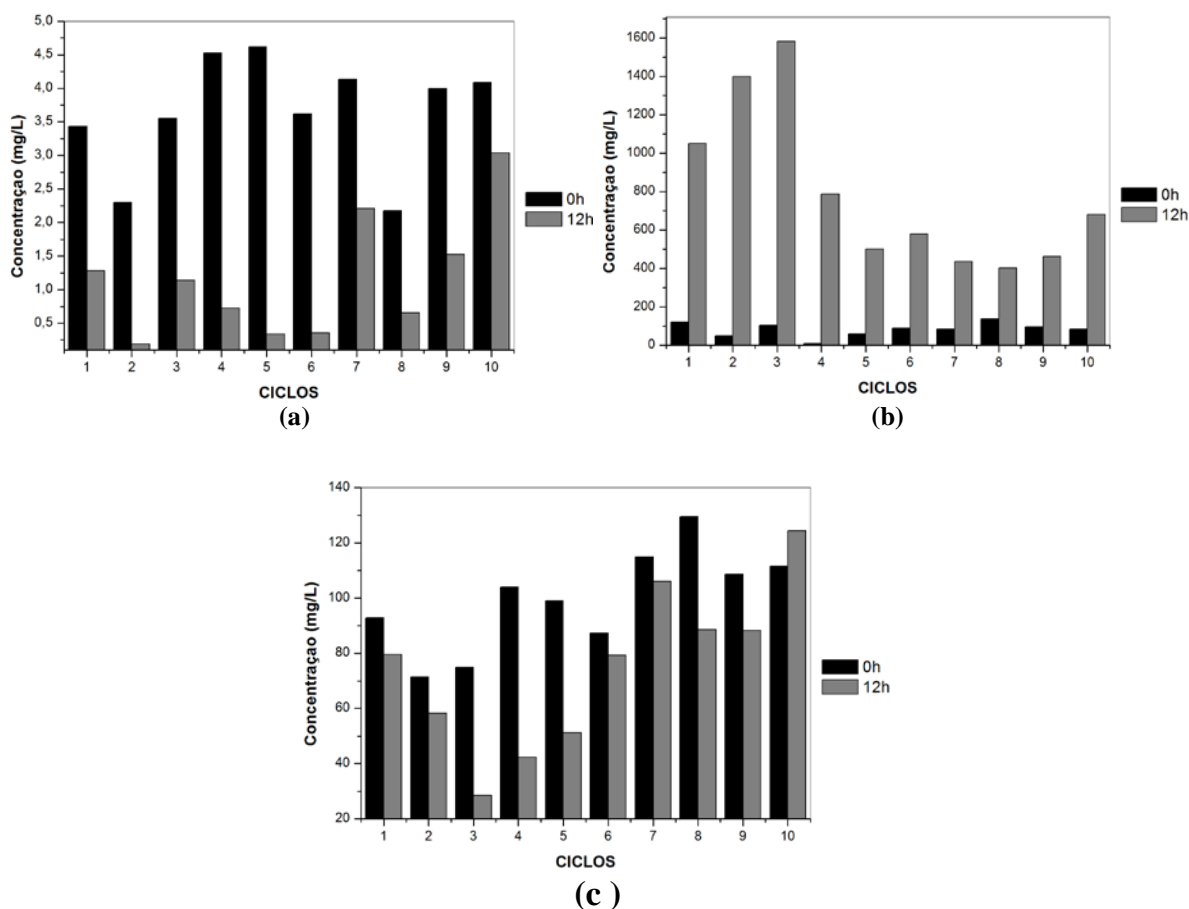 5,0
4,5
4,0
3,5
3,0
2,5
2,0
1,5
1,0
0,5
Concentraçao (mg/L)
1 2 3 4 5 6 7 8 9 10
CICLOS
0h
12h
(a)
1600
1400
1200
1000
800
600
400
200
0
Concentraçao (mg/L)
1 2 3 4 5 6 7 8 9 10
CICLOS
0h
12h
(b)
140
120
100
80
60
40
20
Concentraçao (mg/L)
1 2 3 4 5 6 7 8 9 10
CICLOS
0h
12h
(c )